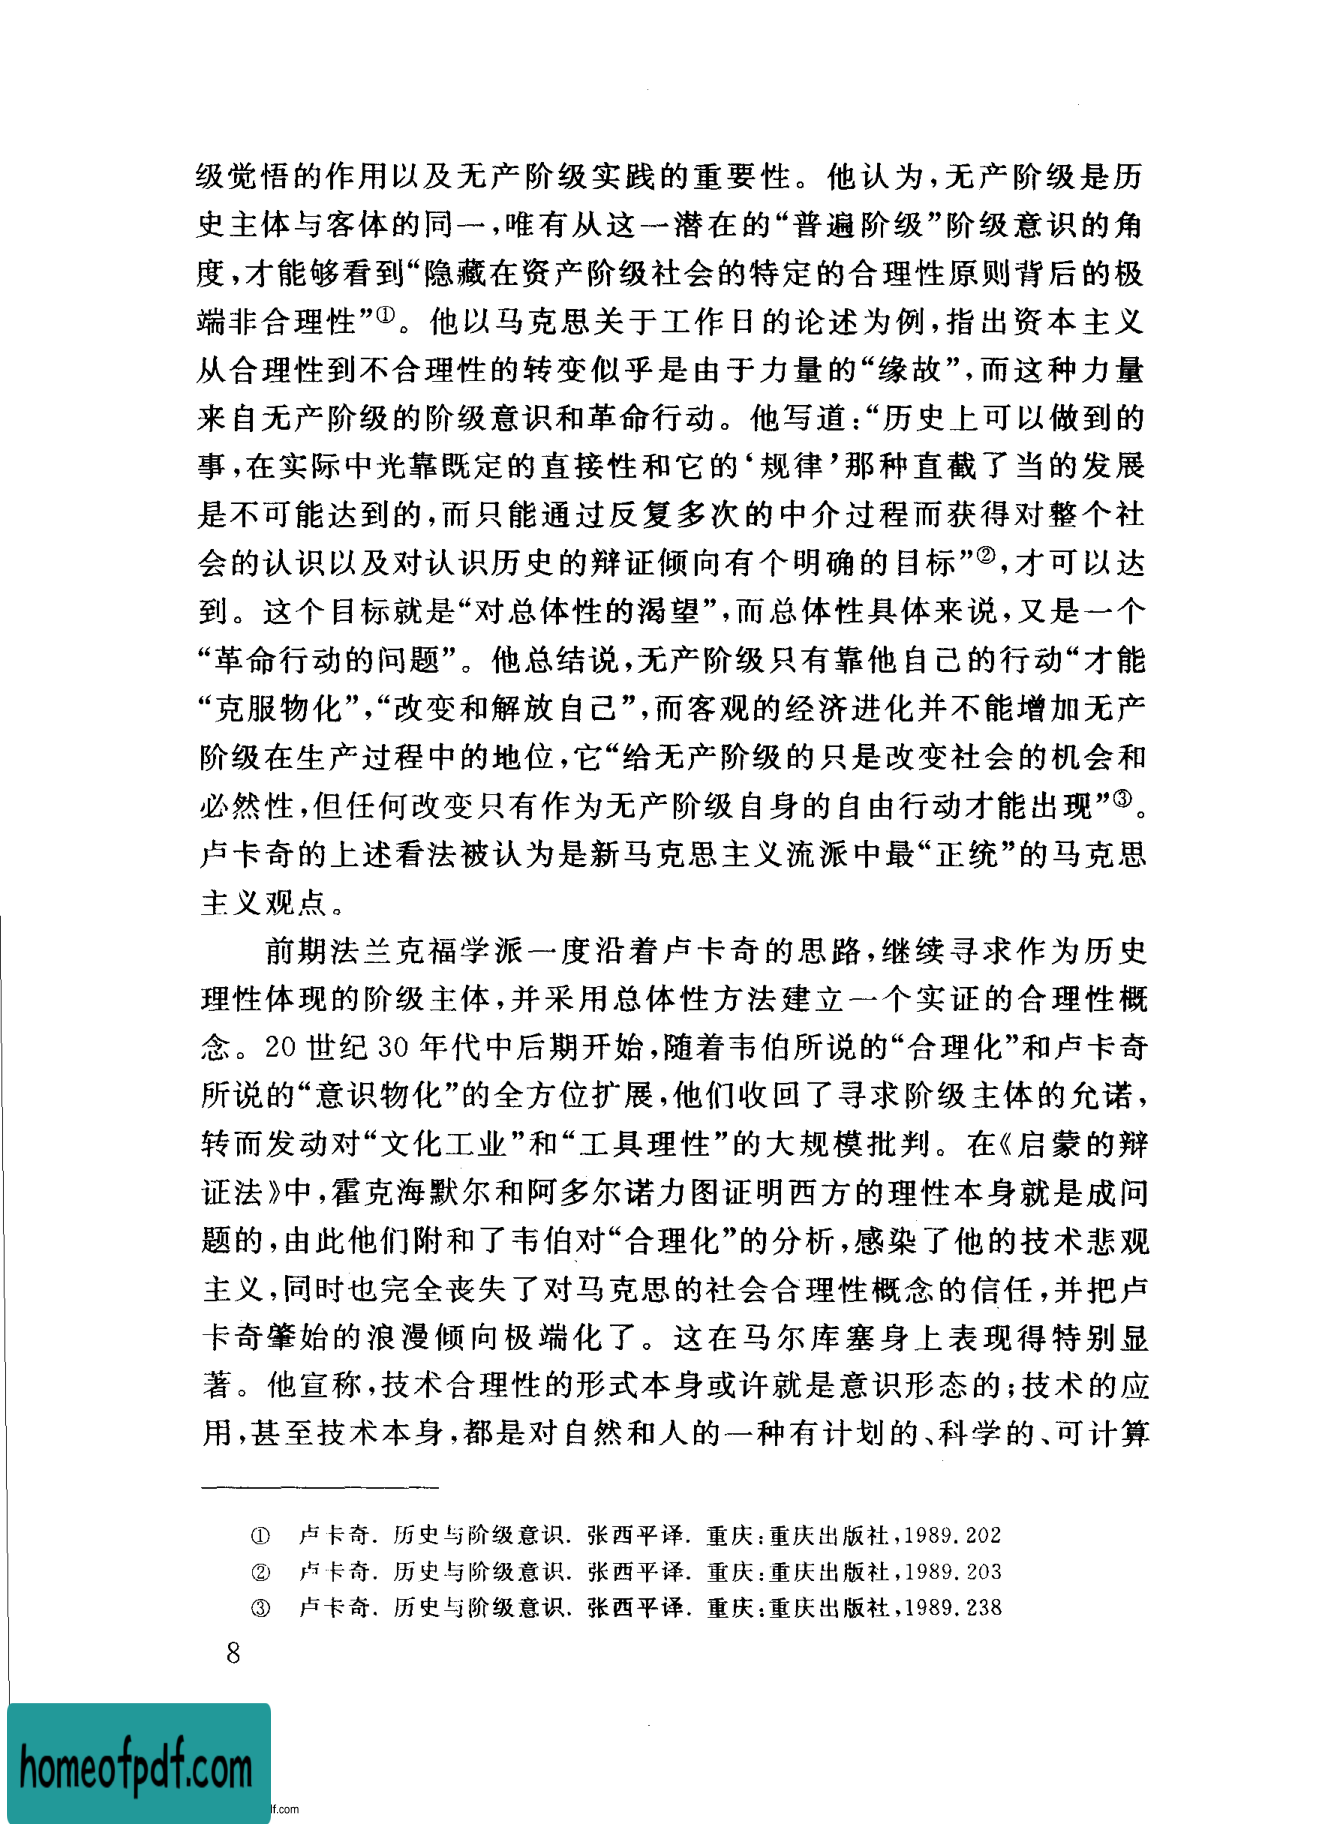 级觉悟的作用以及无产阶级实践的重要性。他认为,无产阶级是历
史主体与客体的同一,唯有从这一潜在的“普遍阶级”阶级意识的角
度,才能够看到“隐藏在资产阶级社会的特定的合理性原则背后的极
端非合理性”①。他以马克思关于工作日的论述为例,指出资本主义
从合理性到不合理性的转变似乎是由于力量的“缘故”,而这种力量
来自无产阶级的阶级意识和革命行动。他写道:“历史上可以做到的
事,在实际中光靠既定的直接性和它的‘规律’那种直截了当的发展
是不可能达到的,而只能通过反复多次的中介过程而获得对整个社
会的认识以及对认识历史的辩证倾向有个明确的目标”②,才可以达
到。这个目标就是“对总体性的渴望”,而总体性具体来说,又是一个
“革命行动的问题”。他总结说,无产阶级只有靠他自己的行动“才能
“克服物化”,“改变和解放自己”,而客观的经济进化并不能增加无产
阶级在生产过程中的地位,它“给无产阶级的只是改变社会的机会和
必然性,但任何改变只有作为无产阶级自身的自由行动才能出现”③。
卢卡奇的上述看法被认为是新马克思主义流派中最“正统”的马克思
主义观点。
前期法兰克福学派一度沿着卢卡奇的思路,继续寻求作为历史
理性体现的阶级主体,并采用总体性方法建立一个实证的合理性概
念。20世纪30年代中后期开始,随着韦伯所说的“合理化”和卢卡奇
所说的“意识物化”的全方位扩展,他们收回了寻求阶级主体的允诺,
转而发动对“文化工业”和“工具理性”的大规模批判。在《启蒙的辩
证法》中,霍克海默尔和阿多尔诺力图证明西方的理性本身就是成问
题的,由此他们附和了韦伯对“合理化”的分析,感染了他的技术悲观
主义,同时也完全丧失了对马克思的社会合理性概念的信任,并把卢
卡奇肇始的浪漫倾向极端化了。这在马尔库塞身上表现得特别显
著。他宣称,技术合理性的形式本身或许就是意识形态的;技术的应
用,甚至技术本身,都是对自然和人的一种有计划的、科学的、可计算
① 卢卡奇. 历史与阶级意识. 张西平译. 重庆:重庆出版社,1989. 202
② 卢卡奇. 历史与阶级意识. 张西平译. 重庆:重庆出版社,1989. 203
③ 卢卡奇. 历史与阶级意识. 张西平译. 重庆:重庆出版社,1989. 238
8
homeofpdf.com
lf.com